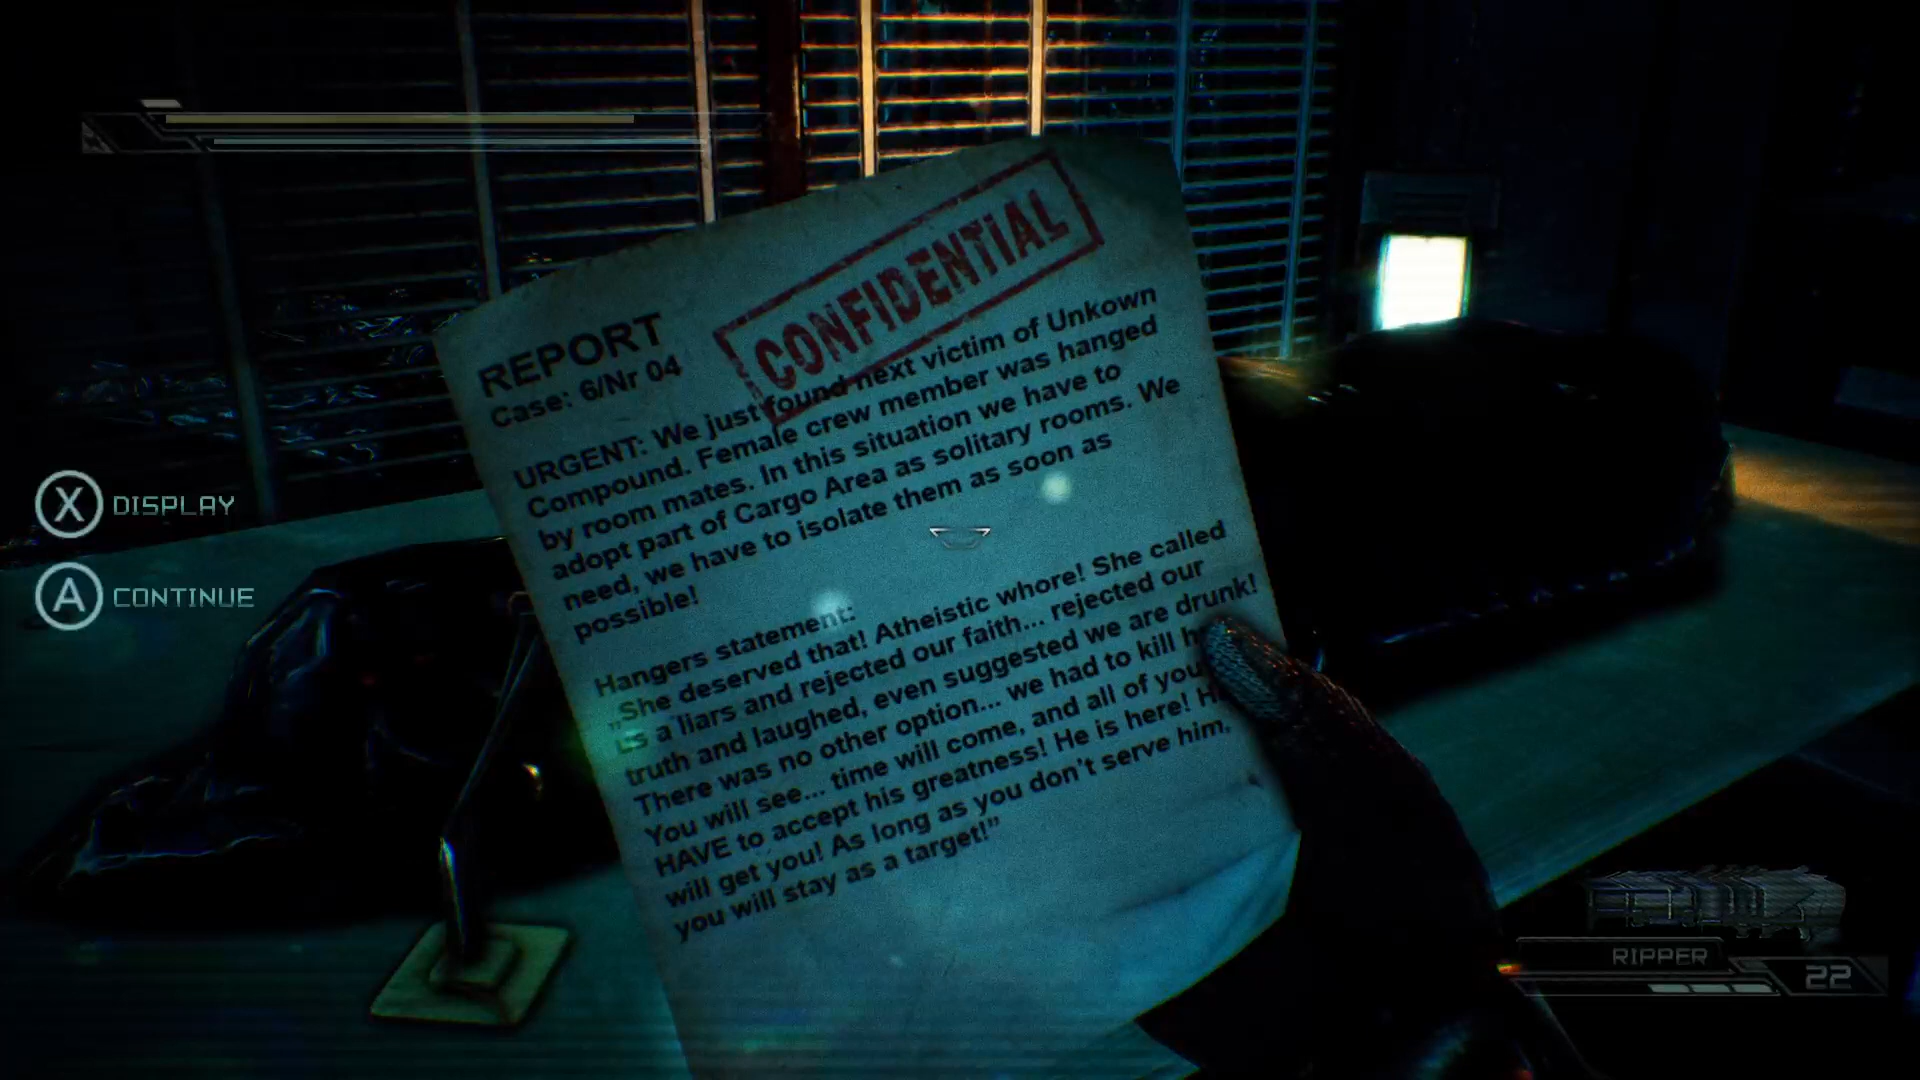 CONFIDENTIAL
REPORT
Case: 6/Nr 04
URGENT: We just found next victim of Unkown
Compound. Female crew member was hanged
by room mates. In this situation we have to
adopt part of Cargo Area as solitary rooms. We
need, we have to isolate them as soon as
possible!
Hangers statement:
„She deserved that! Atheistic whore! She called
us a liars and rejected our faith... rejected our
truth and laughed, even suggested we are drunk!
There was no other option... we had to kill
You will see... time will come, and all of you
HAVE to accept his greatness! He is here!
will get you! As long as you don't serve him.
you will stay as a target!”
X DISPLAY
A CONTINUE
RIPPER
22